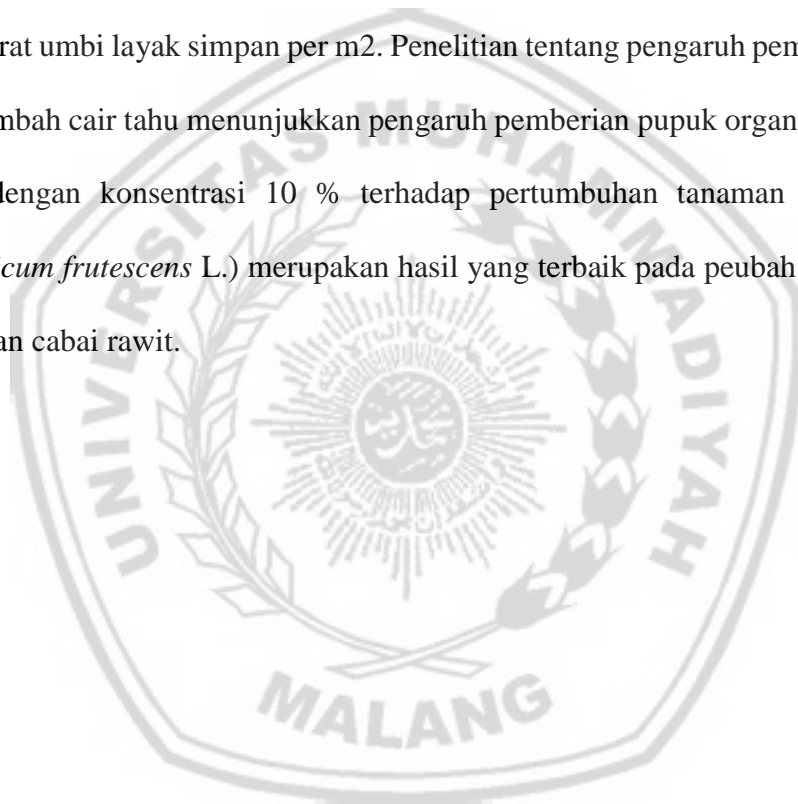 rat umbi layak simpan per m2. Penelitian tentang pengaruh pem
mbah cair tahu menunjukkan pengaruh pemberian pupuk organ
dengan konsentrasi 10 % terhadap pertumbuhan tanaman
icum frutescens L.) merupakan hasil yang terbaik pada peubah
an cabai rawit.
UNIVERSITAS MUHAMMADIYAH
MALANG